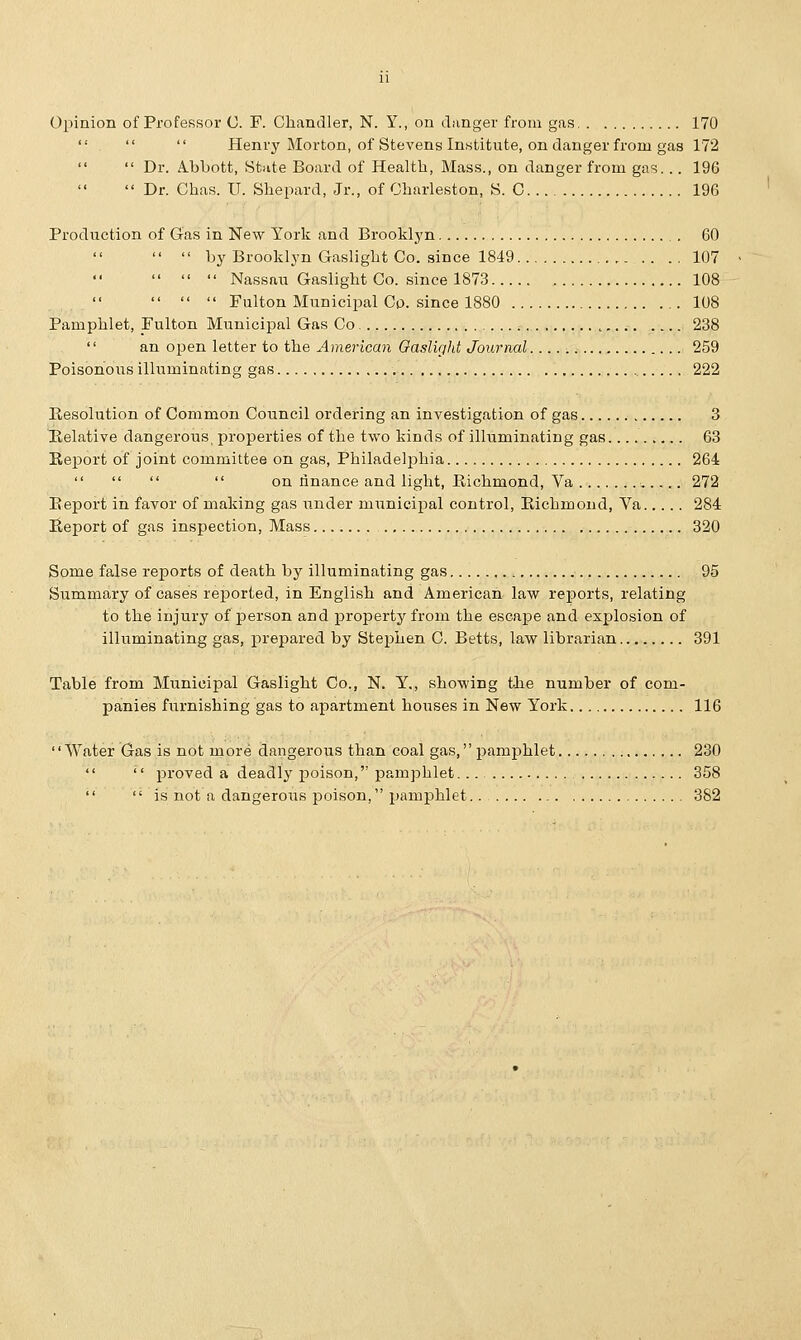 ii
Opinion of Professor C. F. Chandler, N. Y., on danger from gas. . . . . . . . . . . . 170
“ “ “ Henry Morton, of Stevens Institute, on danger from gas 172
“ “ Dr. Abbott, State Board of Health, Mass., on danger from gas. . . 196
“ “ Dr. Chas. U. Shepard, Jr., of Charleston, S. C. . . . . . . . . . . . . . . . . . . . 196
Production of Gas in New York and Brooklyn. . . . . . . . . . . . . . . . . . . . . . . . . . . . . 60
“ “ “ by Brooklyn Gaslight Co. since 1849. . . . . . . . . . . . . . . . . 107
“ “ “ “ Nassau Gaslight Co. since 1873. . . . . . . . . . . . . . . . . . . . 108
“ “ “ “ Fulton Municipal Co. since 1880 . . . . . . . . . . . . . . . . . . . 108
Pamphlet, Fulton Municipal Gas Co. . . . . . . . . . . . . . . . . . . . . . . . . . . . . . . . . . . . . 238
“ an open letter to the American Gaslight Journal. . . . . . . . . . . . . . . . . . 259
Poisonous illuminating gas. . . . . . . . . . . . . . . . . . . . . . . . . . . . . . . . . . . . . . . . . . . . 222
Resolution of Common Council ordering an investigation of gas. . . . . . . . . . . . . 3
Relative dangerous properties of the two kinds of illuminating gas. . . . . . . . . . 63
Report of joint committee on gas, Philadelphia. . . . . . . . . . . . . . . . . . . . . . . . . . . 264
“ “ “ “ on finance and light, Richmond, Va . . . . . . . . . . . . 272
Report in favor of making gas under municipal control, Richmond, Va. . . . . 284
Report of gas inspection, Mass. . . . . . . . . . . . . . . . . . . . . . . . . . . . . . . . . . . . . . . . 320
Some false reports of death by illuminating gas. . . . . . . . . . . . . . . . . . . . . . . . . . 95
Summary of cases reported, in English and American law reports, relating
to the injury of person and property from the escape and explosion of
illuminating gas, prepared by Stephen C. Betts, law librarian. . . . . . . . 391
Table from Municipal Gaslight Co., N. Y., showing the number of com-
panies furnishing gas to apartment houses in New York. . . . . . . . . . . . . . 116
“Water Gas is not more dangerous than coal gas,” pamphlet. . . . . . . . . . . . . . . 230
“ “ proved a deadly poison,” pamphlet. . . . . . . . . . . . . . . . . . . . . . . . . 358
“ “ is not a dangerous poison,” pamphlet. . . . . . . . . . . . . . . . . . . . . . . . 382